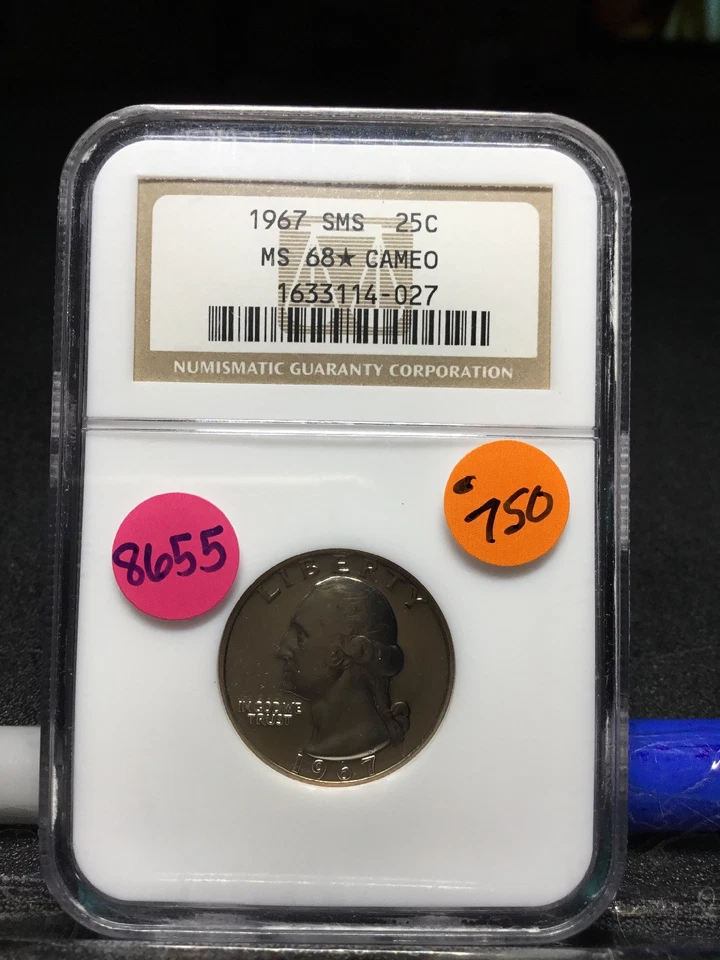 1967 SMS 25C
MS 68★ CAMEO
1633114-027
NUMISMATIC GUARANTY CORPORATION
8655
750
LIBERTY
IN GOD WE
TRUST
1967